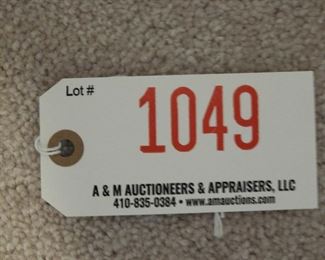 Lot #
1049
A & M AUCTIONEERS & APPRAISERS, LLC
410-835-0384 • www.amauctions.com